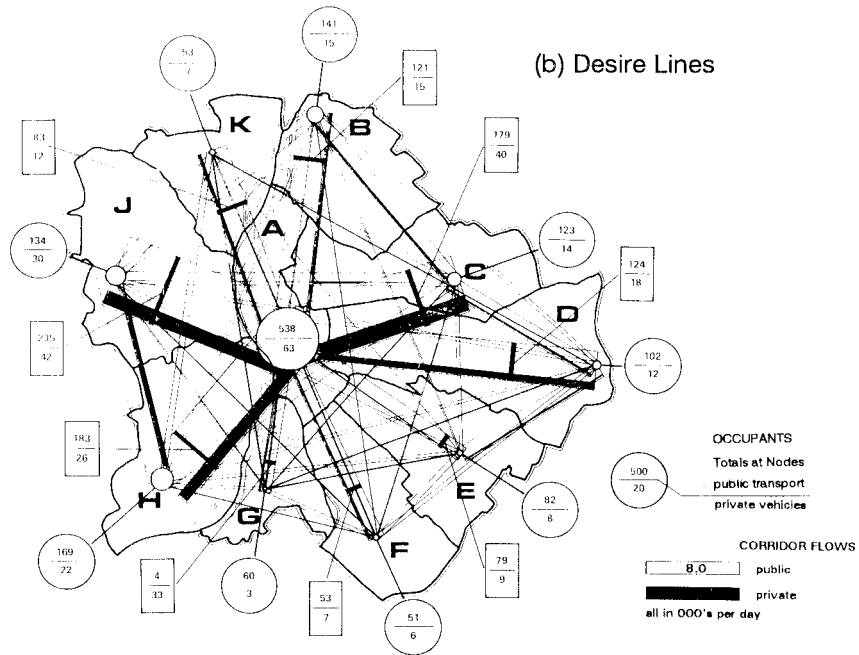 (b) Desire Lines
141
15
53
7
121
15
K
B
83
12
179
40
J
A
134
30
123
14
C
124
18
D
538
63
235
42
102
12
183
26
OCCUPANTS
Totals at Nodes
500
20
public transport
private vehicles
H
E
G
82
6
F
169
22
4
33
60
3
53
7
51
6
79
9
CORRIDOR FLOWS
8.0
public
private
all in 000's per day